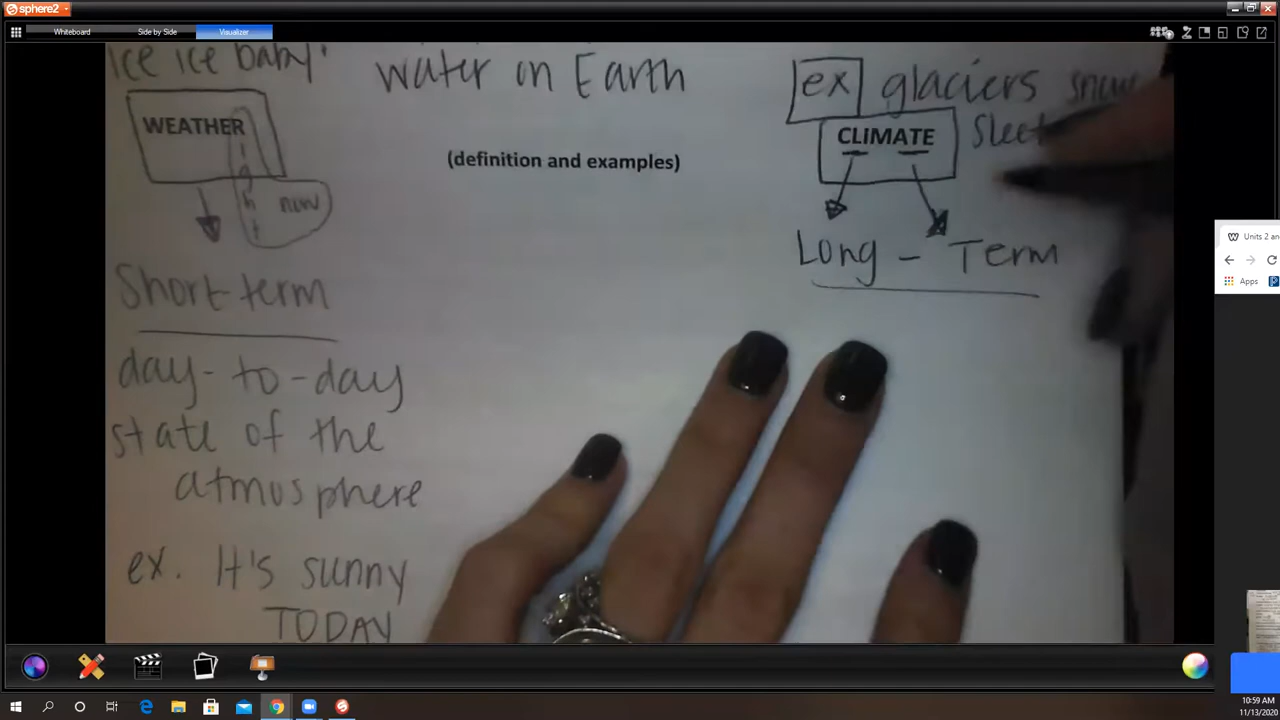 sphere2
Whiteboard
Side by Side
Visualizer
Ice ice baby!
water on Earth
ex glaciers snow
WEATHER
right now
(definition and examples)
CLIMATE
Sleet
Long - Term
Short-term
day-to-day
state of the
atmosphere
ex. It's sunny
TODAY
Units 2 an
Apps
10:59 AM
11/13/2020